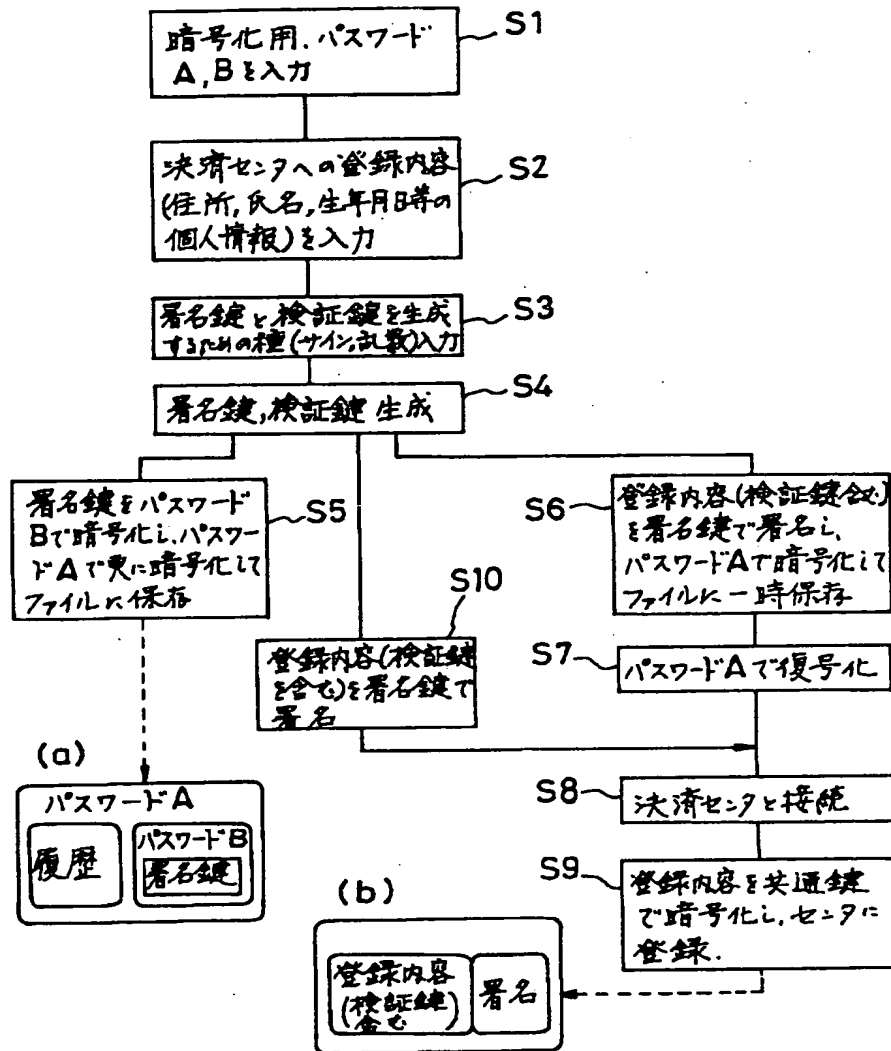 暗号化用、パスワード
A,Bを入力
S1
決済センタへの登録内容
(住所,氏名,生年月日等の
個人情報)を入力
S2
署名鍵と検証鍵を生成
するための種(サイン,乱数)入力
S3
署名鍵,検証鍵 生成
S4
署名鍵をパスワード
Bで暗号化し、パスワー
ドAで更に暗号化して
ファイルに保存
S5
登録内容(検証鍵含む)
を署名鍵で署名し、
パスワードAで暗号化して
ファイルに一時保存
S6
S10
登録内容(検証鍵
を含む)を署名鍵で
署名
S7
パスワードAで復号化
(a)
パスワードA
履歴
パスワードB
署名鍵
S8
決済センタと接続
S9
登録内容を共通鍵
で暗号化し、センタに
登録.
(b)
登録内容
(検証鍵
含む)
署名